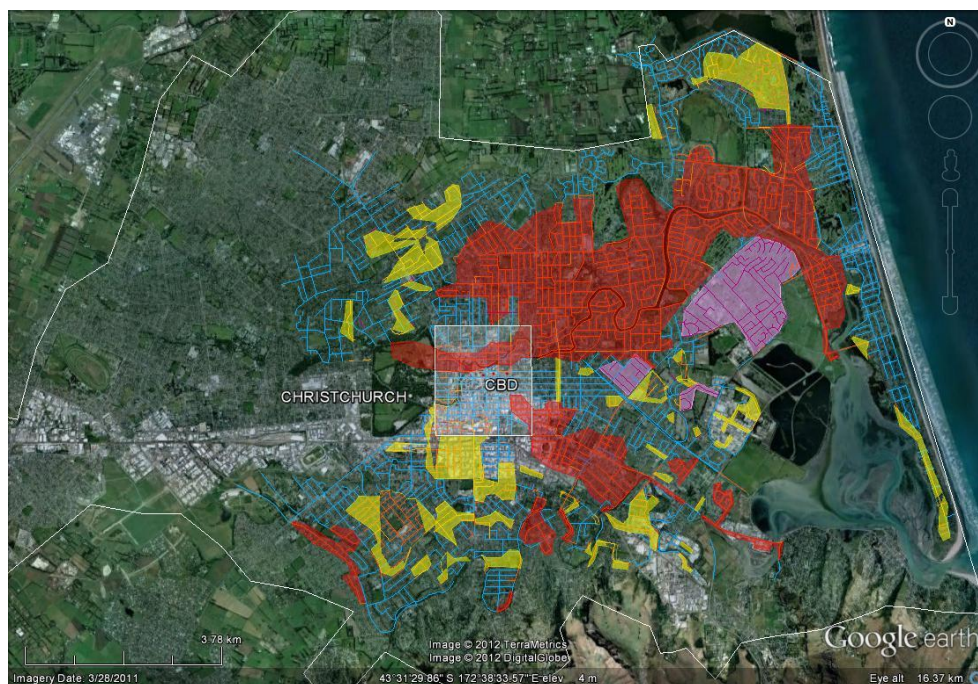 N
CHRISTCHURCH
CBD
3.78 km
Image © 2012 TerraMetrics
Image © 2012 DigitalGlobe
Google earth
Imagery Date: 3/28/2011
43°31'29.86" S 172°38'33.57" E elev 4 m
Eye alt 16.37 km